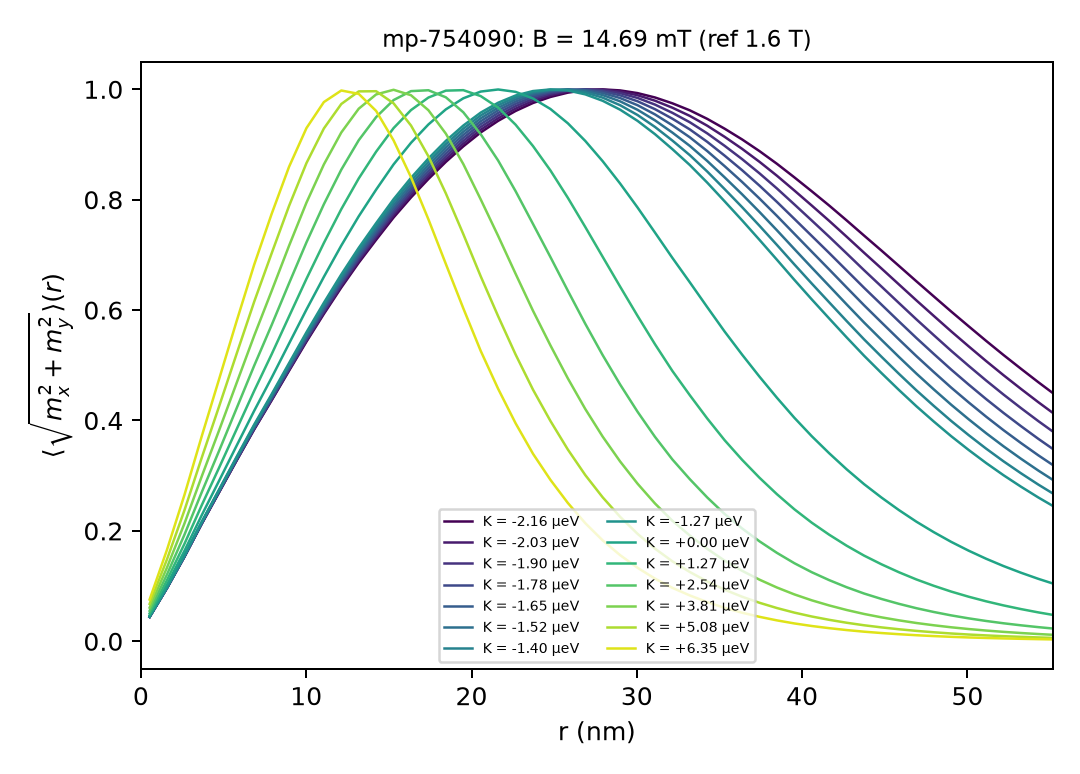 mp-754090: B = 14.69 mT (ref 1.6 T)
⟨√(m_x^2 + m_y^2)⟩(r)
1.0
0.8
0.6
0.4
0.2
0.0
K = -2.16 µeV
K = -2.03 µeV
K = -1.90 µeV
K = -1.78 µeV
K = -1.65 µeV
K = -1.52 µeV
K = -1.40 µeV
K = -1.27 µeV
K = +0.00 µeV
K = +1.27 µeV
K = +2.54 µeV
K = +3.81 µeV
K = +5.08 µeV
K = +6.35 µeV
0 10 20 30 40 50
r (nm)